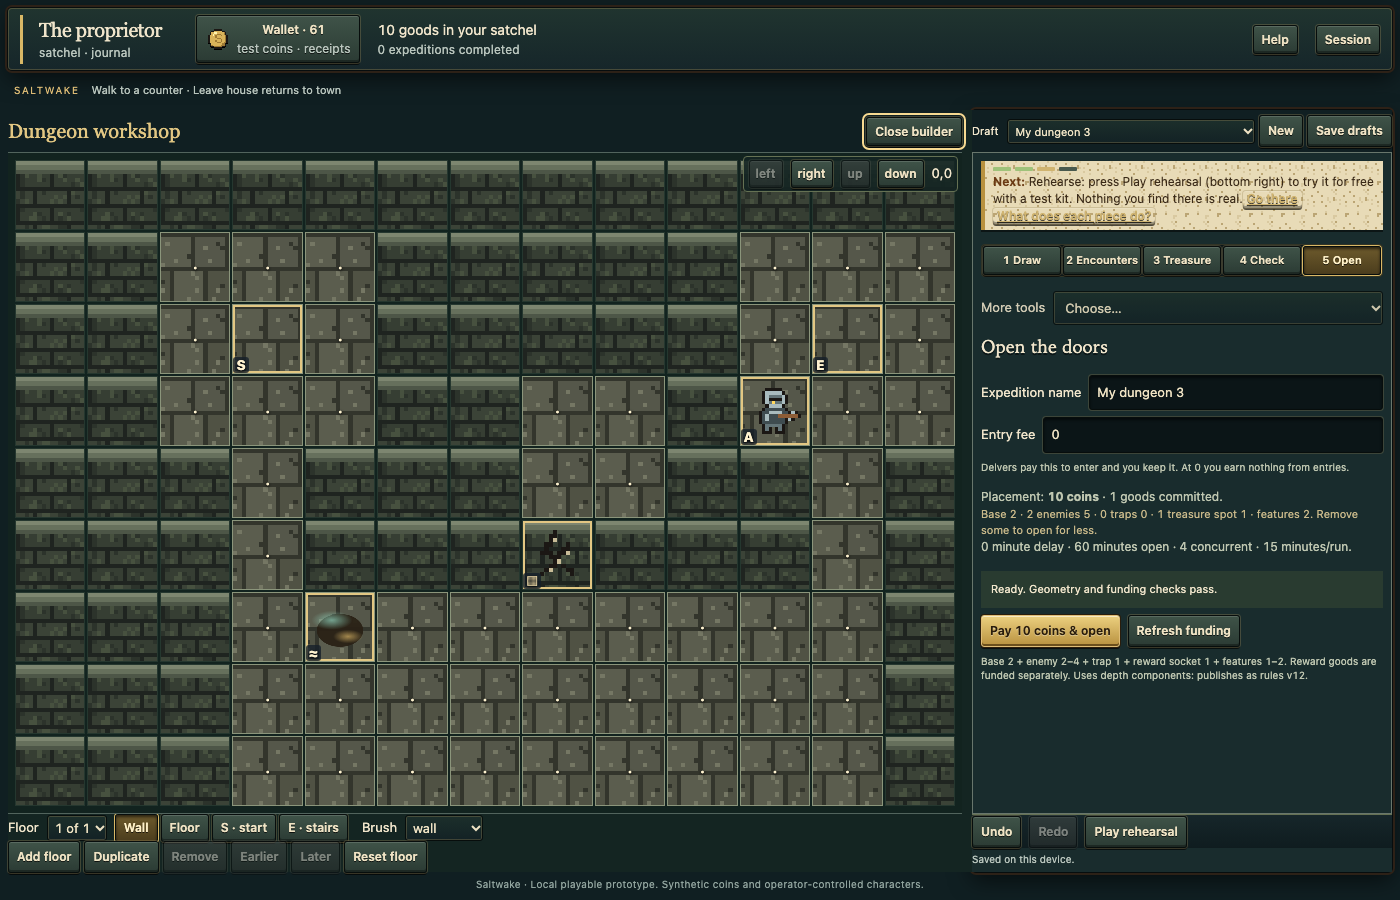 The proprietor
satchel · journal
Wallet · 61
test coins · receipts
10 goods in your satchel
0 expeditions completed
Help
Session
SALTWAKE Walk to a counter · Leave house returns to town
Dungeon workshop
Close builder
Draft
My dungeon 3
New
Save drafts
left
right
up
down
0,0
S
E
A
≈
Next: Rehearse: press Play rehearsal (bottom right) to try it for free
with a test kit. Nothing you find there is real. Go there
What does each piece do?
1 Draw
2 Encounters
3 Treasure
4 Check
5 Open
More tools
Choose...
Open the doors
Expedition name
My dungeon 3
Entry fee
0
Delvers pay this to enter and you keep it. At 0 you earn nothing from entries.
Placement: 10 coins · 1 goods committed.
Base 2 · 2 enemies 5 · 0 traps 0 · 1 treasure spot 1 · features 2. Remove
some to open for less.
0 minute delay · 60 minutes open · 4 concurrent · 15 minutes/run.
Ready. Geometry and funding checks pass.
Pay 10 coins & open
Refresh funding
Base 2 + enemy 2–4 + trap 1 + reward socket 1 + features 1–2. Reward goods are
funded separately. Uses depth components: publishes as rules v12.
Floor
1 of 1
Wall
Floor
S · start
E · stairs
Brush
wall
Add floor
Duplicate
Remove
Earlier
Later
Reset floor
Undo
Redo
Play rehearsal
Saved on this device.
Saltwake · Local playable prototype. Synthetic coins and operator-controlled characters.